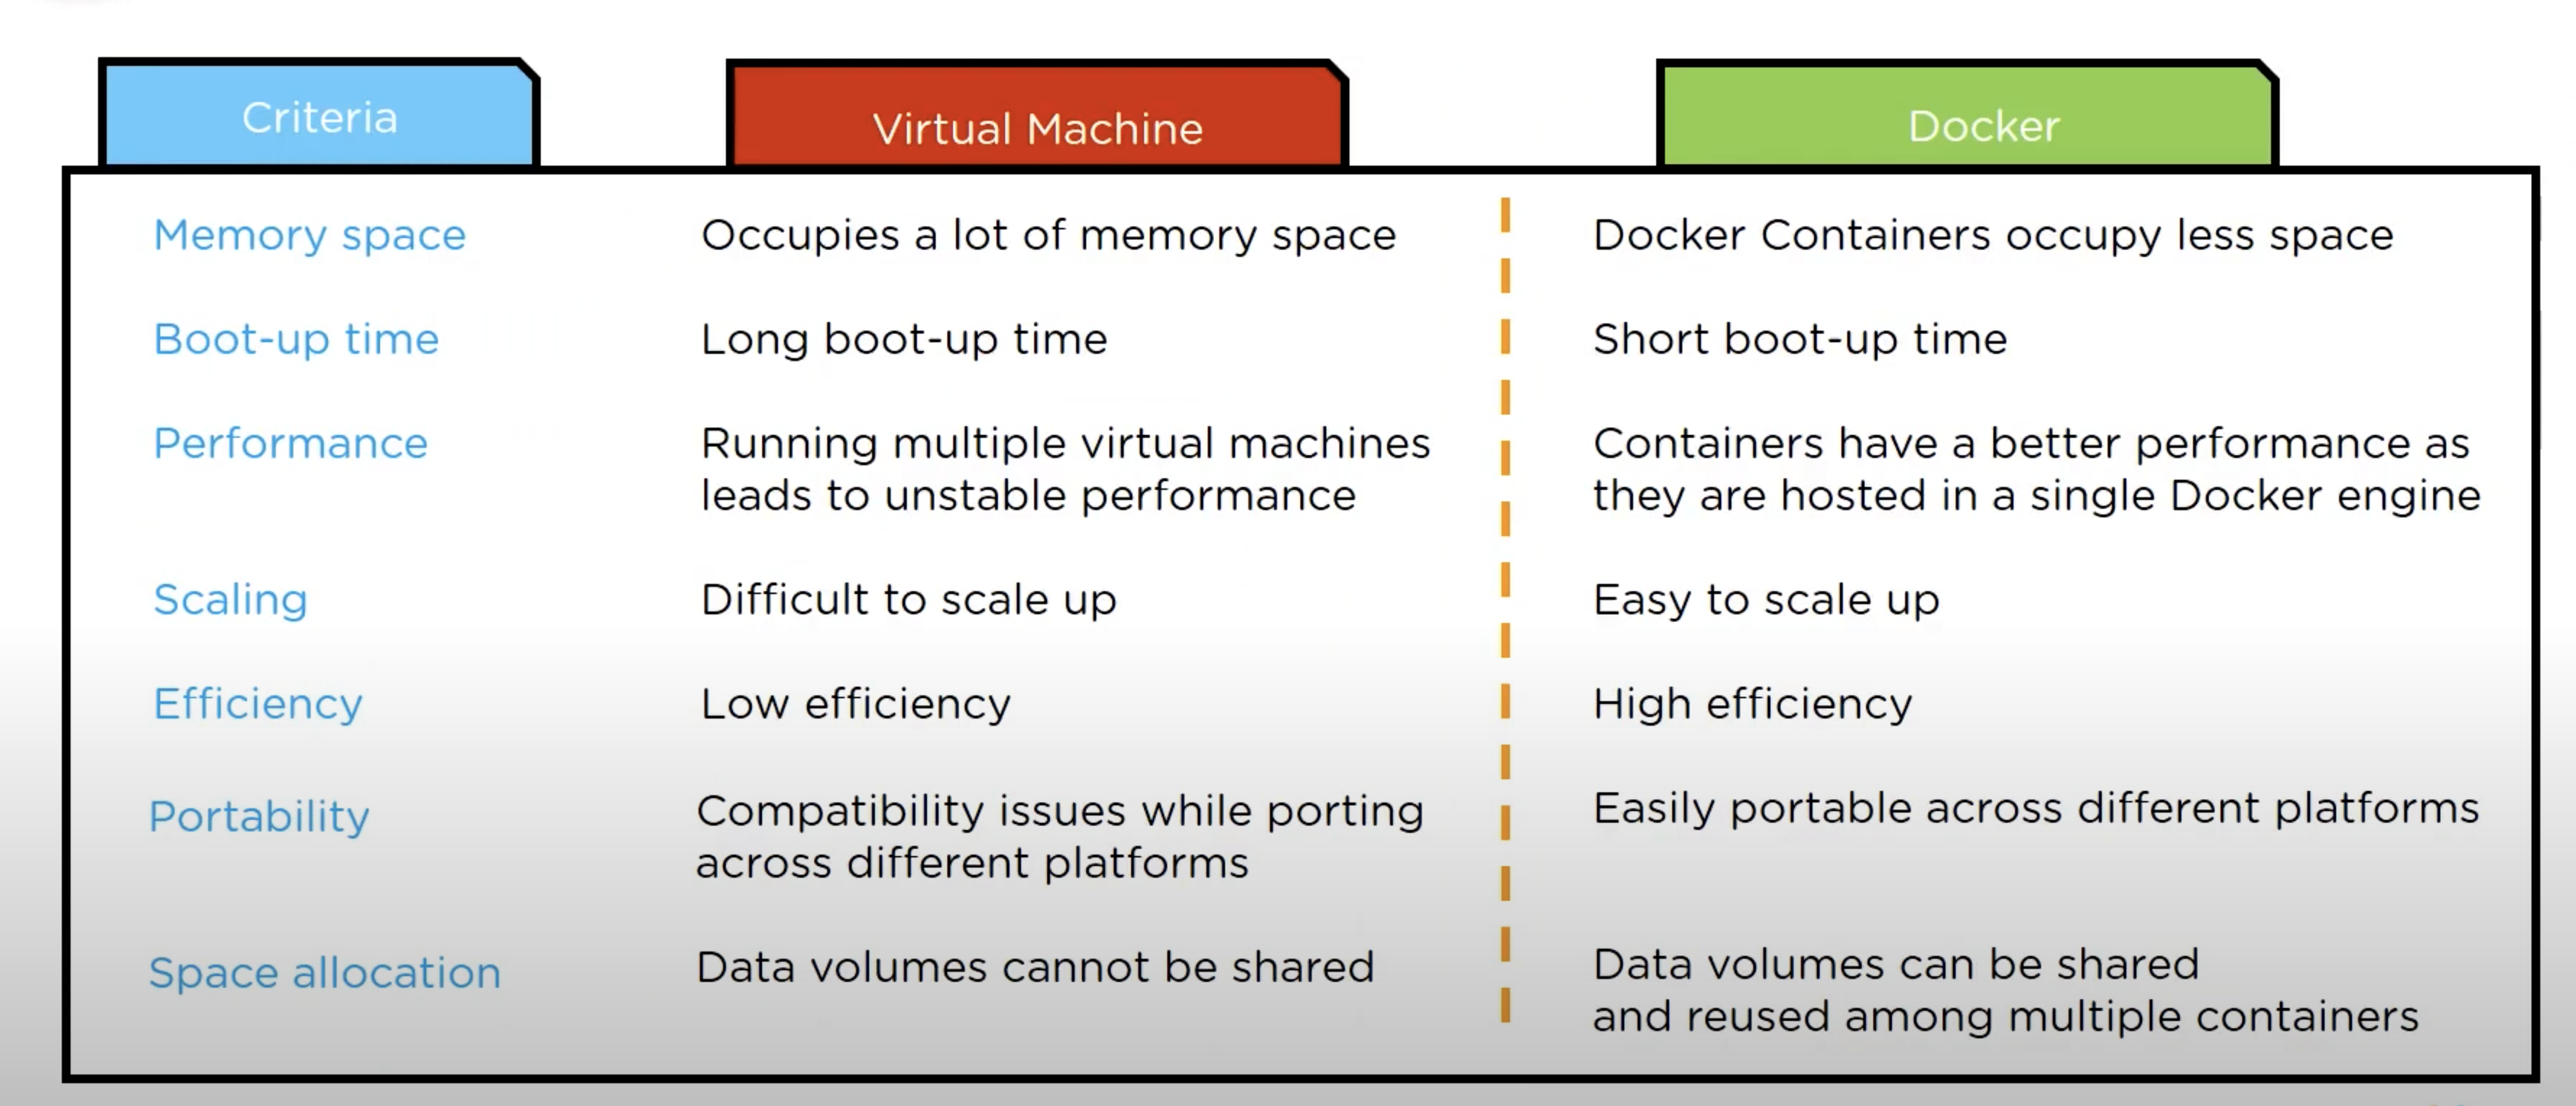 Criteria
Virtual Machine
Docker
Memory space
Occupies a lot of memory space
Docker Containers occupy less space
Boot-up time
Long boot-up time
Short boot-up time
Performance
Running multiple virtual machines
leads to unstable performance
Containers have a better performance as
they are hosted in a single Docker engine
Scaling
Difficult to scale up
Easy to scale up
Efficiency
Low efficiency
High efficiency
Portability
Compatibility issues while porting
across different platforms
Easily portable across different platforms
Space allocation
Data volumes cannot be shared
Data volumes can be shared
and reused among multiple containers